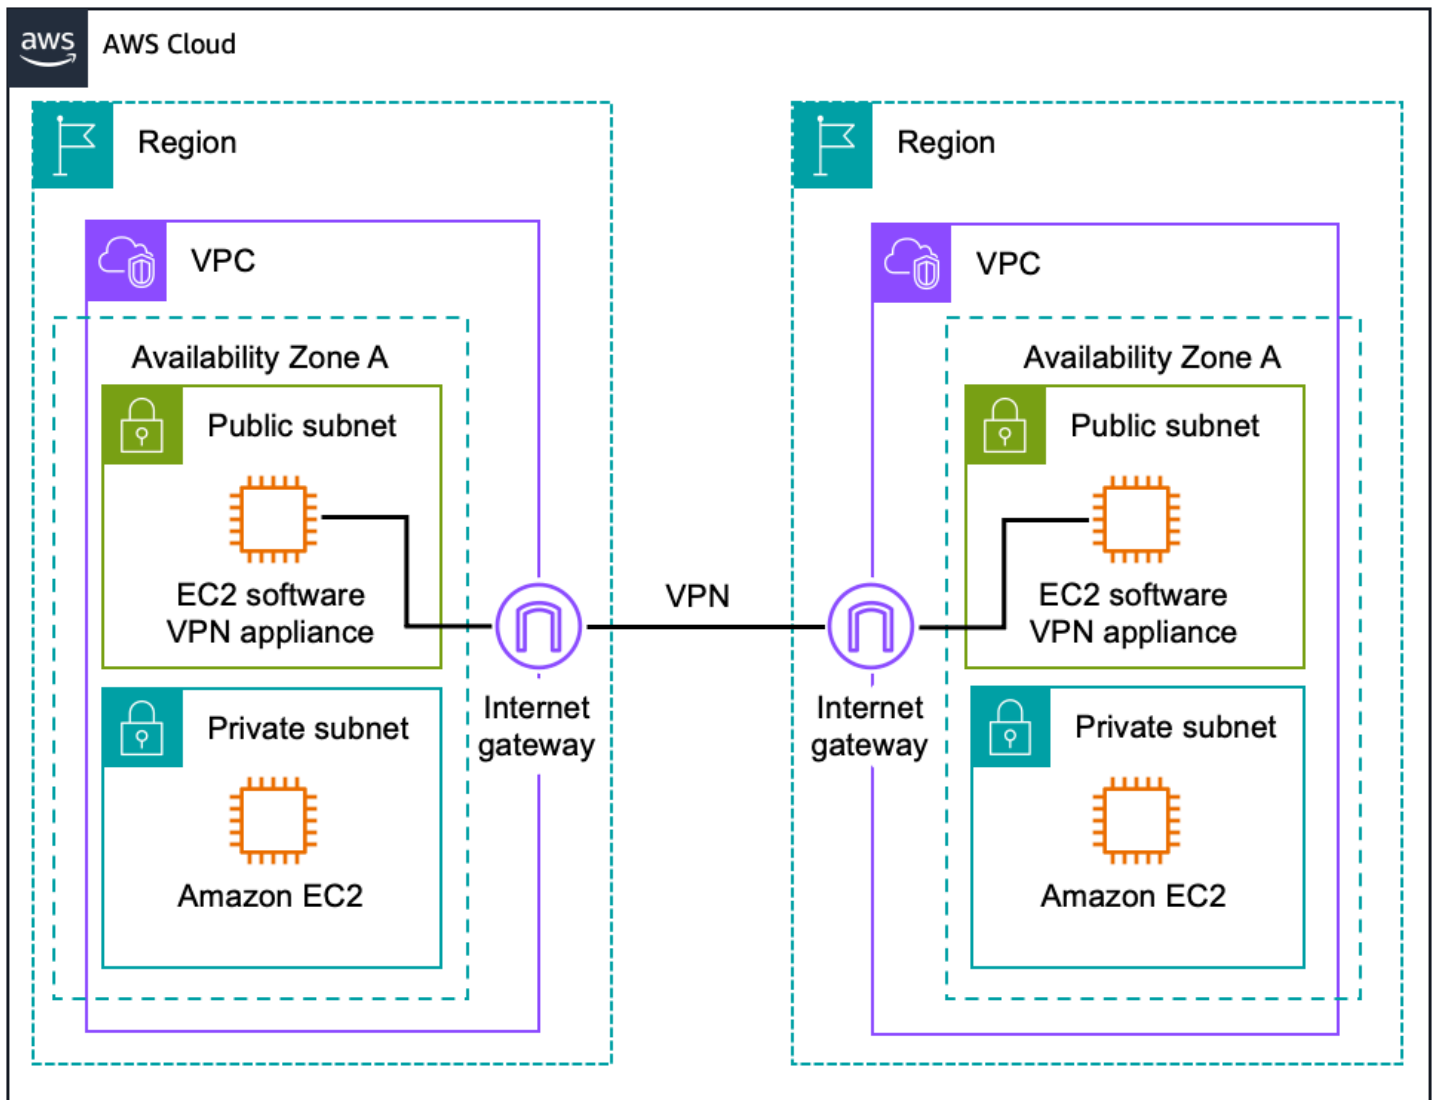 aws
AWS Cloud
Region
VPC
Availability Zone A
Public subnet
EC2 software
VPN appliance
Private subnet
Amazon EC2
Internet
gateway
VPN
Region
VPC
Availability Zone A
Public subnet
EC2 software
VPN appliance
Internet
gateway
Private subnet
Amazon EC2